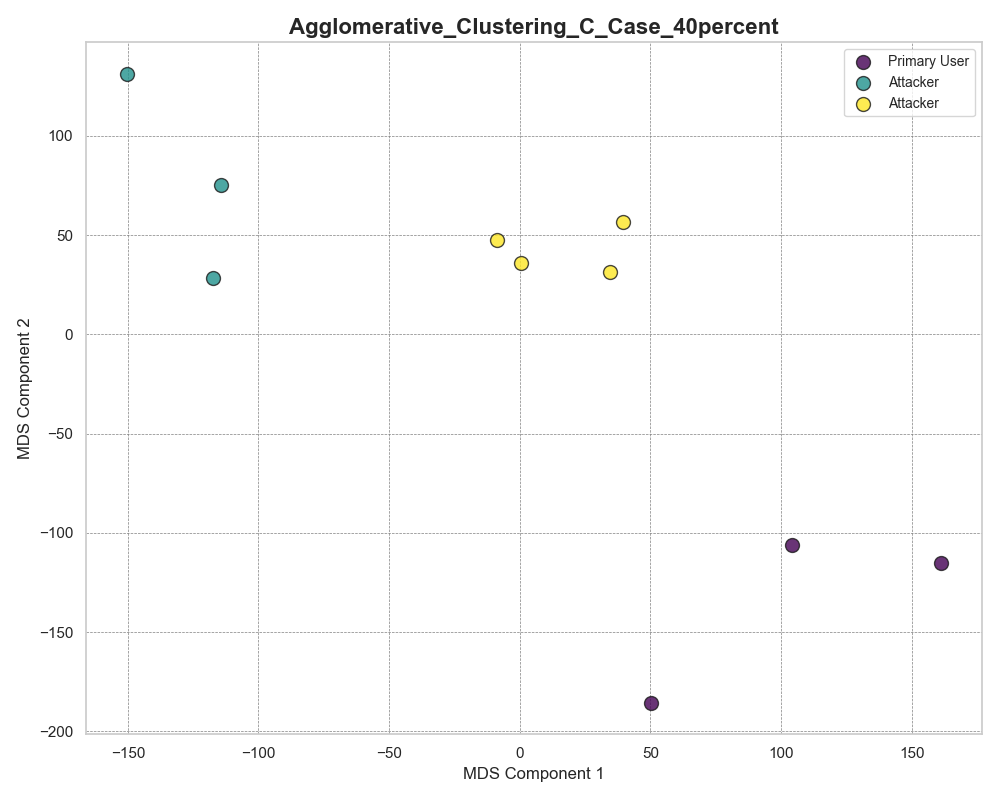 Agglomerative_Clustering_C_Case_40percent
Primary User
Attacker
Attacker
100
50
0
−50
−100
−150
−200
MDS Component 2
−150 −100 −50 0 50 100 150
MDS Component 1